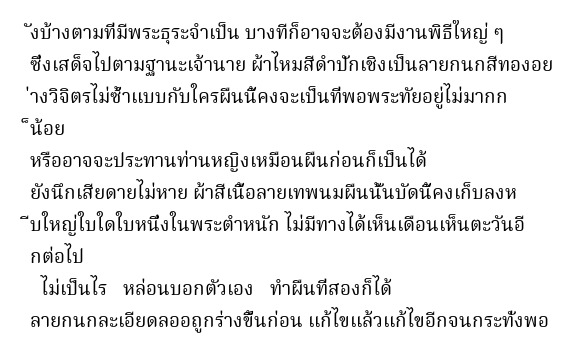 ังบ้างตามที่มีพระธุระจำเป็น บางทีก็อาจจะต้องมีงานพิธีใหญ่ ๆ
ซึ่งเสด็จไปตามฐานะเจ้านาย ผ้าไหมสีดำปักเชิงเป็นลายกนกสีทองอย
่างวิจิตรไม่ซ้ำแบบกับใครผืนนี้คงจะเป็นที่พอพระทัยอยู่ไม่มากก
็น้อย
หรืออาจจะประทานท่านหญิงเหมือนผืนก่อนก็เป็นได้
ยังนึกเสียดายไม่หาย ผ้าสีเนื้อลายเทพนมผืนนั้นบัดนี้คงเก็บลงห
ีบใหญ่ใบใดใบหนึ่งในพระตำหนัก ไม่มีทางได้เห็นเดือนเห็นตะวันอี
กต่อไป
ไม่เป็นไร หล่อนบอกตัวเอง ทำผืนที่สองก็ได้
ลายกนกละเอียดลออถูกร่างขึ้นก่อน แก้ไขแล้วแก้ไขอีกจนกระทั่งพอ